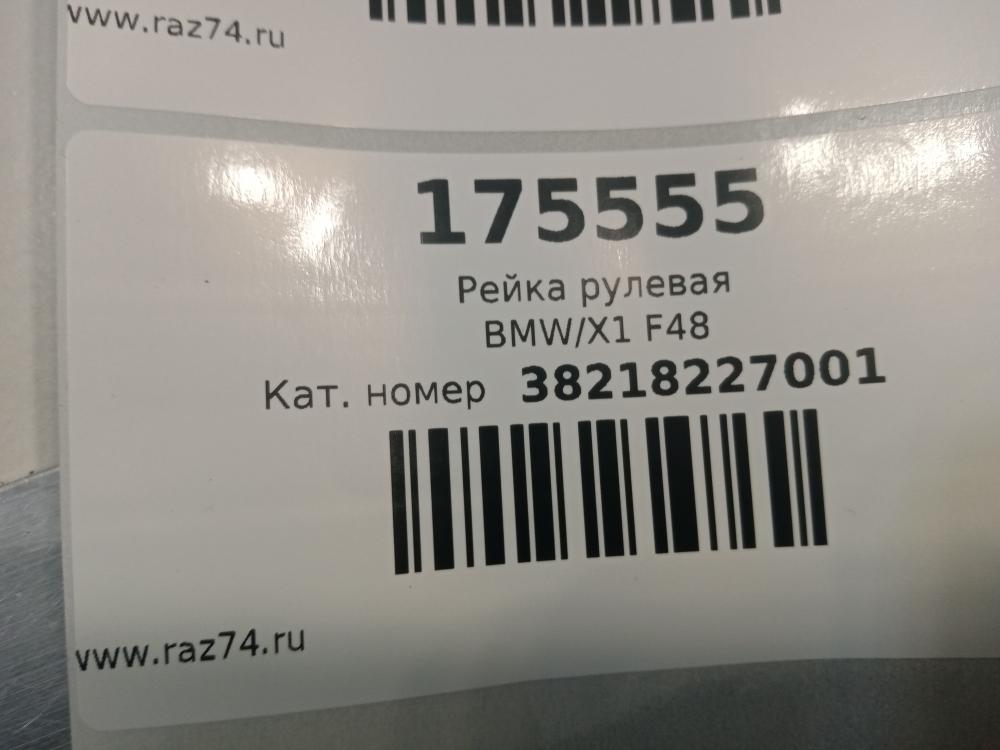 www.raz74.ru
175555
Рейка рулевая
BMW/X1 F48
Кат. номер 38218227001
www.raz74.ru